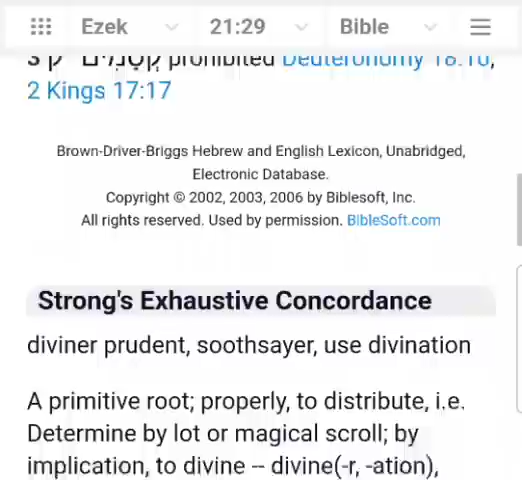 Ezek 21:29 Bible
3 קֹסְמִים ק prohibited Deuteronomy 18:10,
2 Kings 17:17
Brown-Driver-Briggs Hebrew and English Lexicon, Unabridged,
Electronic Database.
Copyright © 2002, 2003, 2006 by Biblesoft, Inc.
All rights reserved. Used by permission. BibleSoft.com
Strong's Exhaustive Concordance
diviner prudent, soothsayer, use divination
A primitive root; properly, to distribute, i.e.
Determine by lot or magical scroll; by
implication, to divine -- divine(-r, -ation),